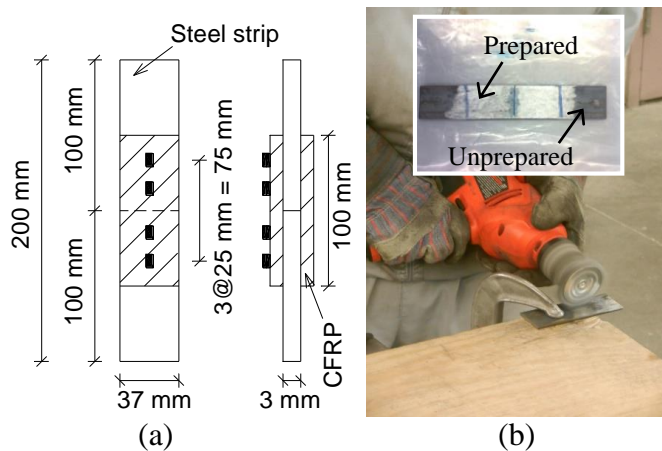 Steel strip
200 mm
100 mm
100 mm
3@25 mm = 75 mm
100 mm
CFRP
37 mm
3 mm
(a)
Prepared
Unprepared
(b)